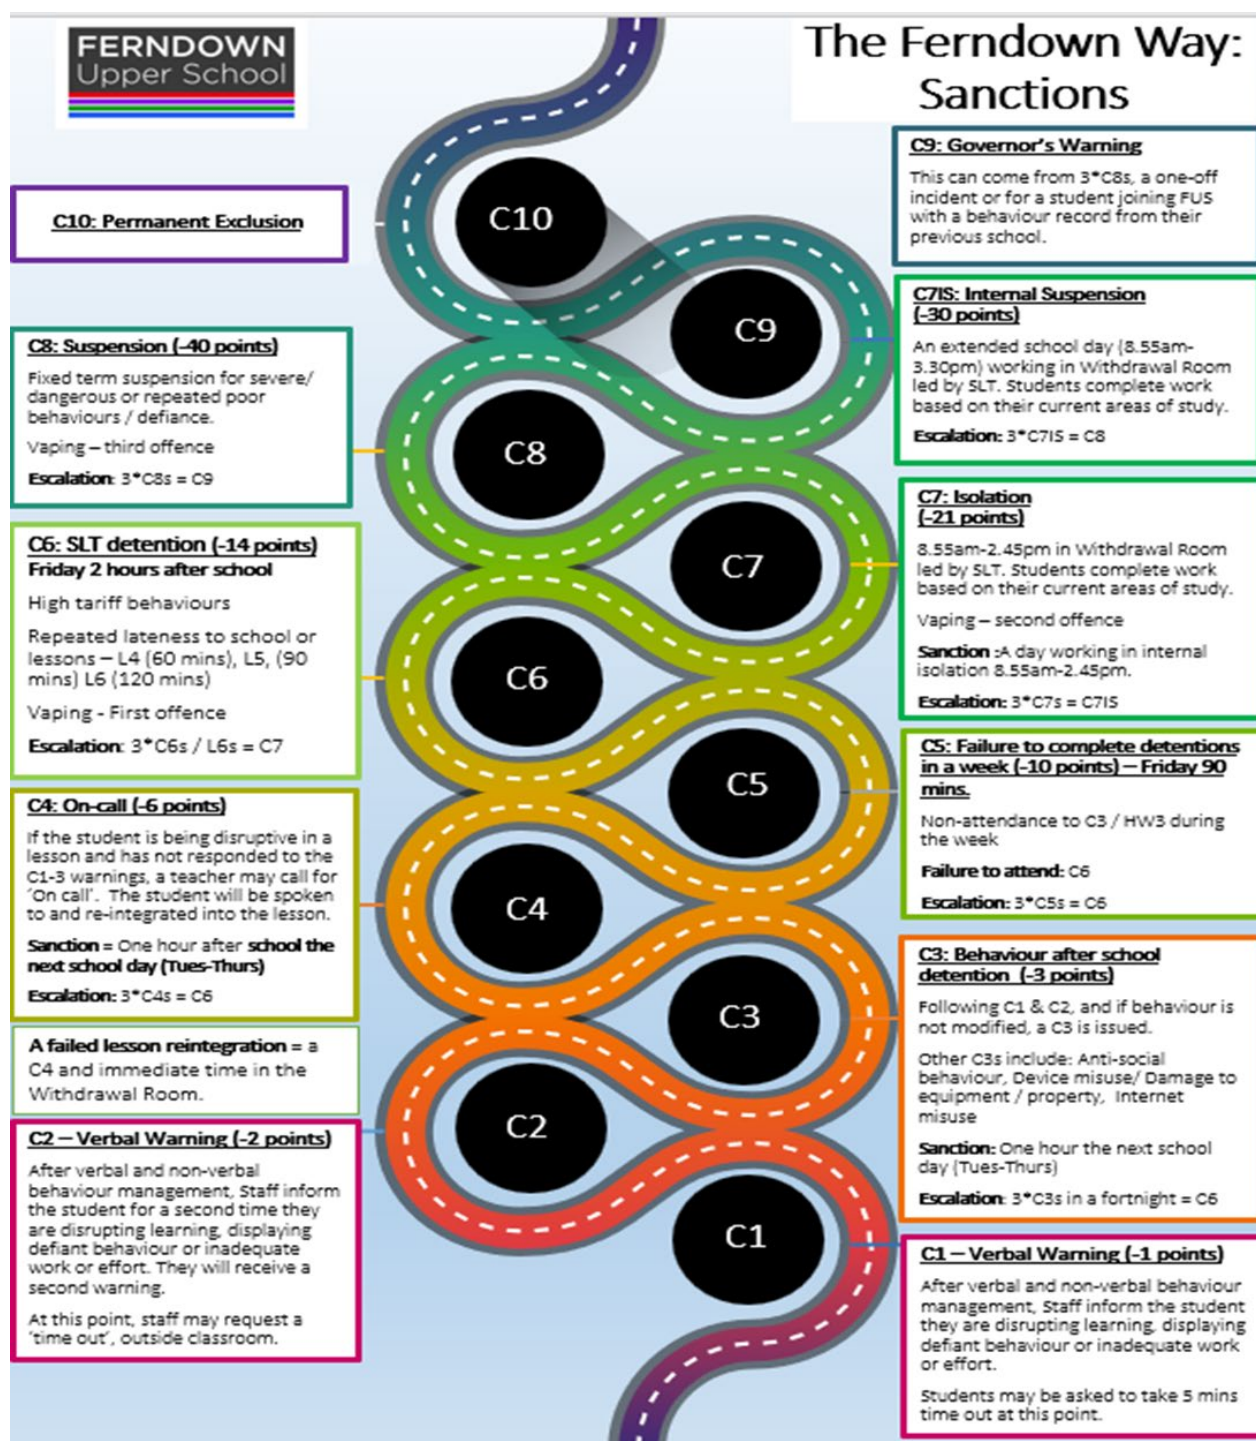 FERNDOWN
Upper School
The Ferndown Way:
Sanctions
C10: Permanent Exclusion
C8: Suspension (-40 points)
Fixed term suspension for severe/
dangerous or repeated poor
behaviours / defiance.
Vaping – third offence
Escalation: 3*C8s = C9
C6: SLT detention (-14 points)
Friday 2 hours after school
High tariff behaviours
Repeated lateness to school or
lessons – L4 (60 mins), L5, (90
mins) L6 (120 mins)
Vaping - First offence
Escalation: 3*C6s / L6s = C7
C4: On-call (-6 points)
If the student is being disruptive in a
lesson and has not responded to the
C1-3 warnings, a teacher may call for
'On call'. The student will be spoken
to and re-integrated into the lesson.
Sanction = One hour after school the
next school day (Tues-Thurs)
Escalation: 3*C4s = C6
A failed lesson reintegration = a
C4 and immediate time in the
Withdrawal Room.
C2 – Verbal Warning (-2 points)
After verbal and non-verbal
behaviour management, Staff inform
the student for a second time they
are disrupting learning, displaying
defiant behaviour or inadequate
work or effort. They will receive a
second warning.
At this point, staff may request a
'time out', outside classroom.
C10
C9
C8
C7
C6
C5
C4
C3
C2
C1
C9: Governor's Warning
This can come from 3*C8s, a one-off
incident or for a student joining FUS
with a behaviour record from their
previous school.
C7IS: Internal Suspension
(-30 points)
An extended school day (8.55am-
3.30pm) working in Withdrawal Room
led by SLT. Students complete work
based on their current areas of study.
Escalation: 3*C7IS = C8
C7: Isolation
(-21 points)
8.55am-2.45pm in Withdrawal Room
led by SLT. Students complete work
based on their current areas of study.
Vaping – second offence
Sanction :A day working in internal
isolation 8.55am-2.45pm.
Escalation: 3*C7s = C7IS
C5: Failure to complete detentions
in a week (-10 points) – Friday 90
mins.
Non-attendance to C3 / HW3 during
the week
Failure to attend: C6
Escalation: 3*C5s = C6
C3: Behaviour after school
detention (-3 points)
Following C1 & C2, and if behaviour is
not modified, a C3 is issued.
Other C3s include: Anti-social
behaviour, Device misuse/ Damage to
equipment / property, Internet
misuse
Sanction: One hour the next school
day (Tues-Thurs)
Escalation: 3*C3s in a fortnight = C6
C1 – Verbal Warning (-1 points)
After verbal and non-verbal behaviour
management, Staff inform the student
they are disrupting learning, displaying
defiant behaviour or inadequate work
or effort.
Students may be asked to take 5 mins
time out at this point.